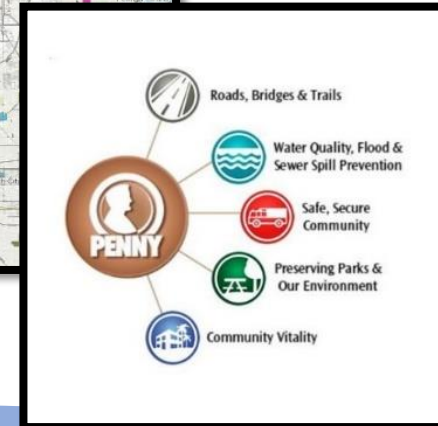 Roads, Bridges & Trails
Water Quality, Flood &
Sewer Spill Prevention
Safe, Secure
Community
PENNY
Preserving Parks &
Our Environment
Community Vitality